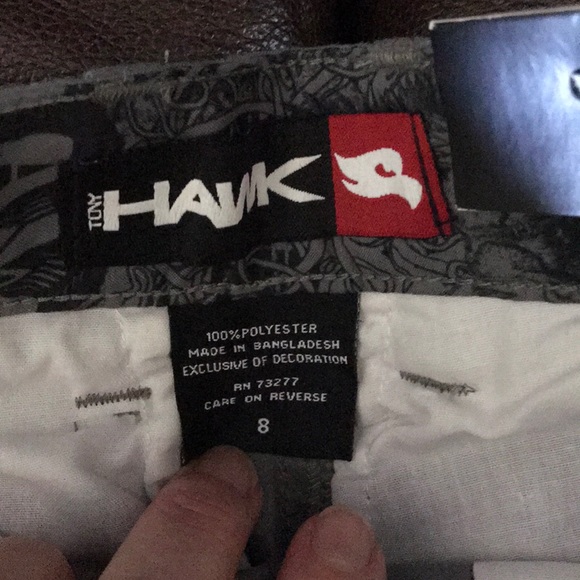 TONY HAWK
100%POLYESTER
MADE IN BANGLADESH
EXCLUSIVE OF DECORATION
RN 73277
CARE ON REVERSE
8